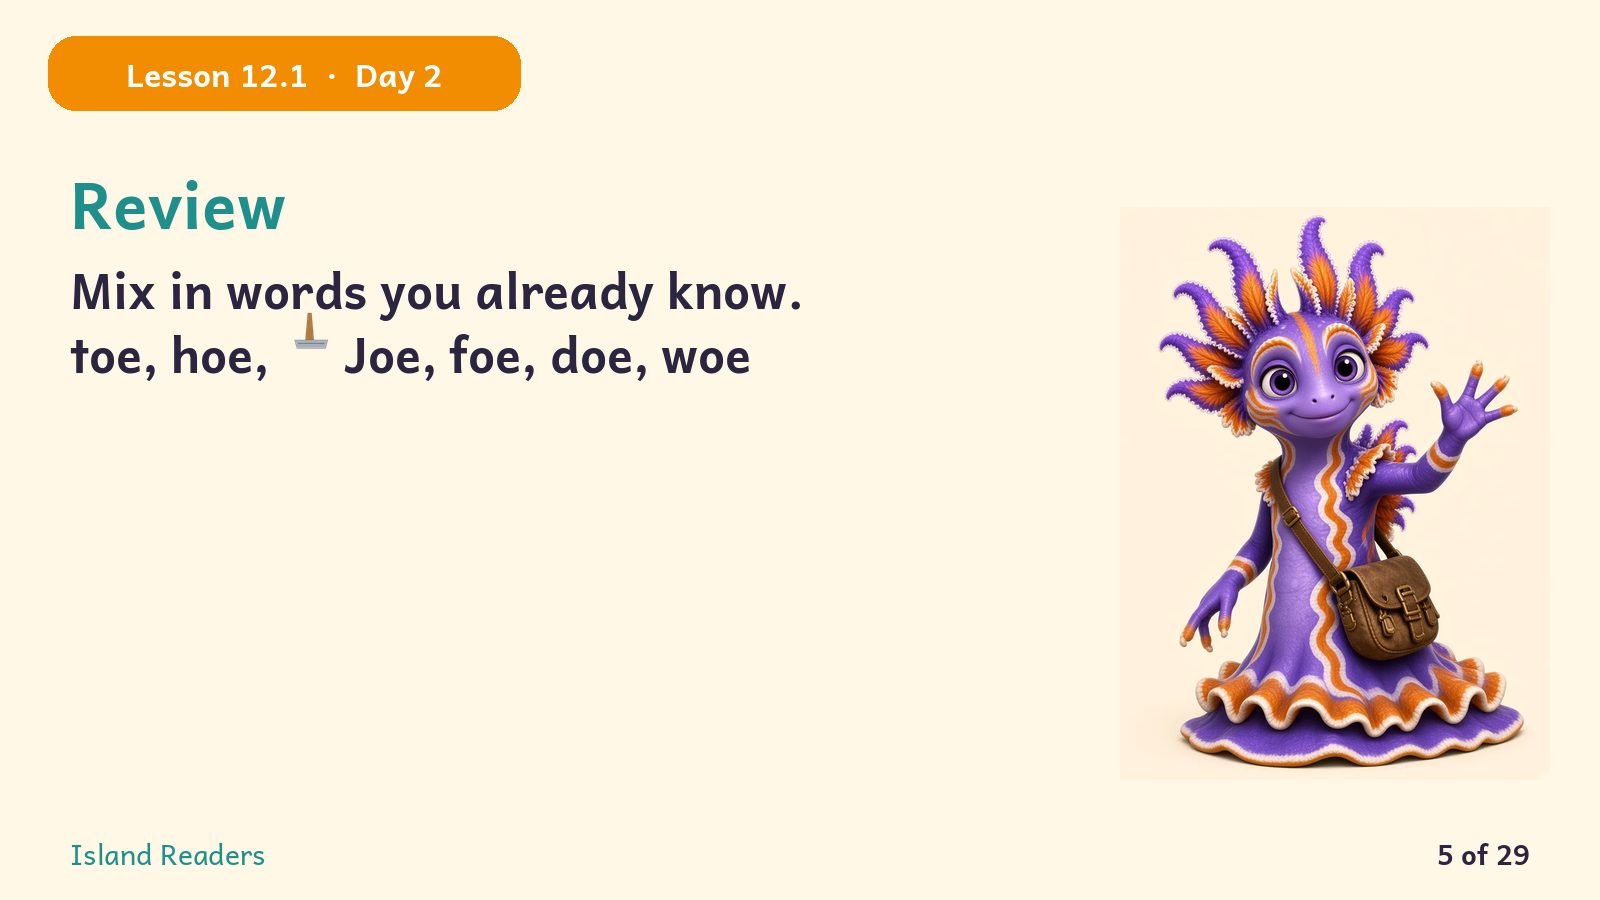 Lesson 12.1 · Day 2
Review
Mix in words you already know.
toe, hoe, Joe, foe, doe, woe
Island Readers
5 of 29